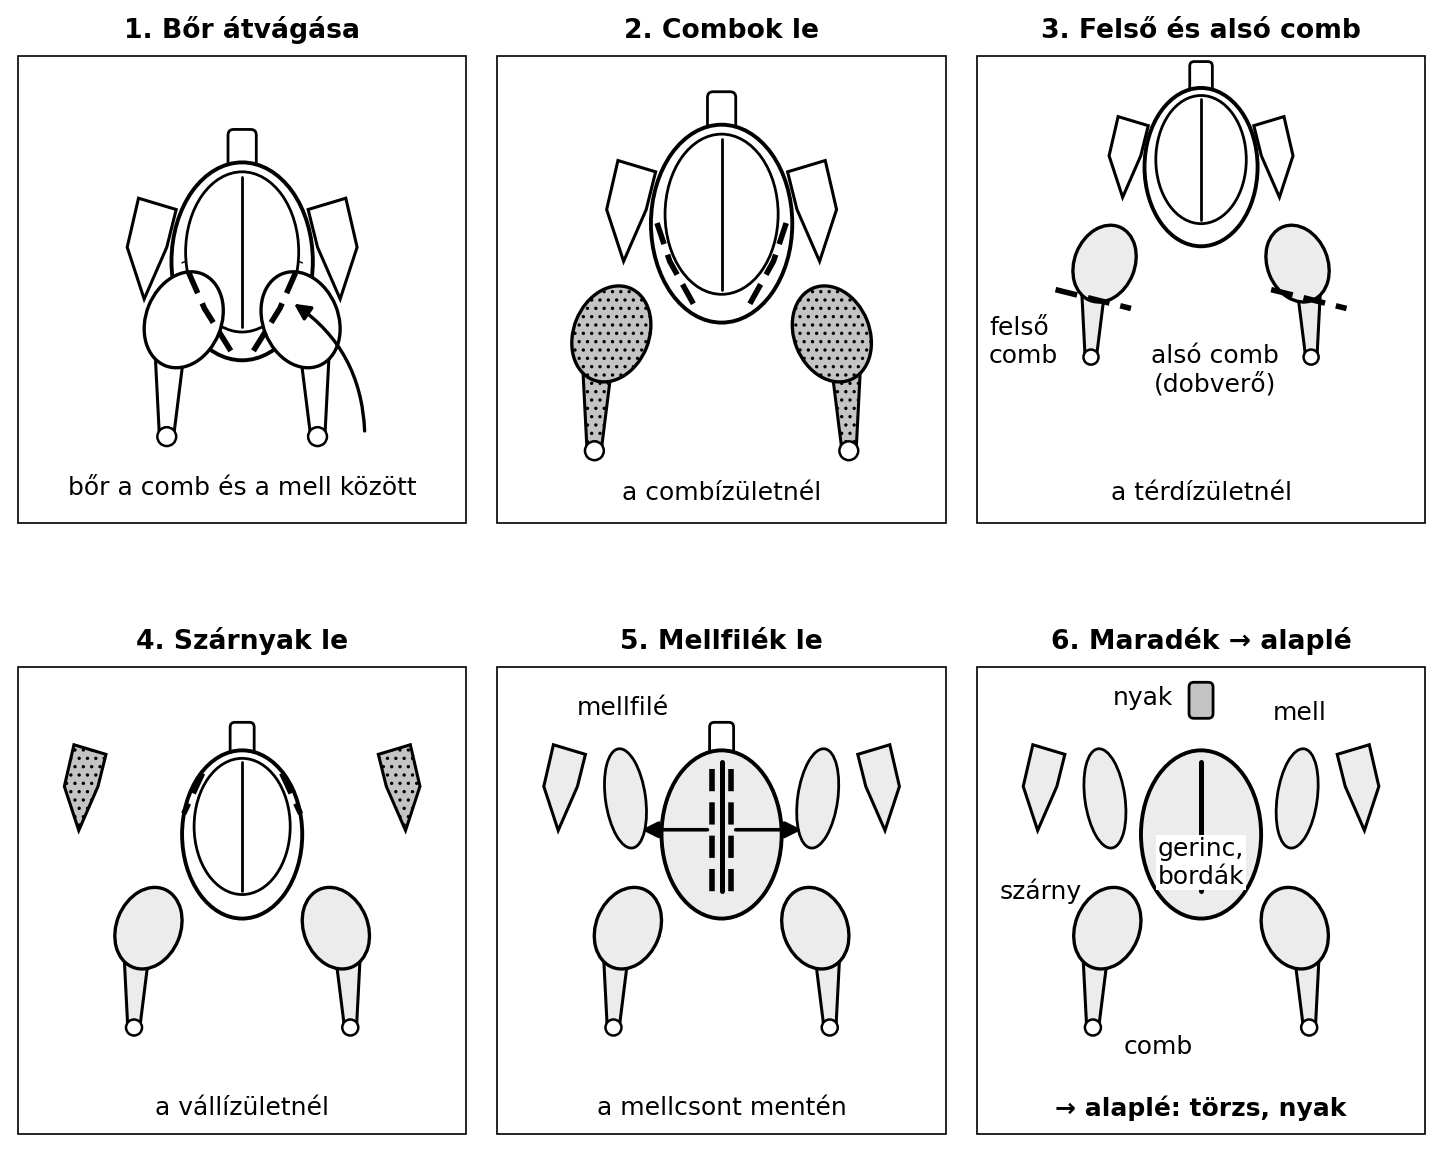 1. Bőr átvágása
bőr a comb és a mell között
2. Combok le
a combízületnél
3. Felső és alsó comb
felső
comb
alsó comb
(dobverő)
a térdízületnél
4. Szárnyak le
a vállízületnél
5. Mellfilék le
mellfilé
a mellcsont mentén
6. Maradék → alaplé
nyak
mell
gerinc,
bordák
szárny
comb
→ alaplé: törzs, nyak